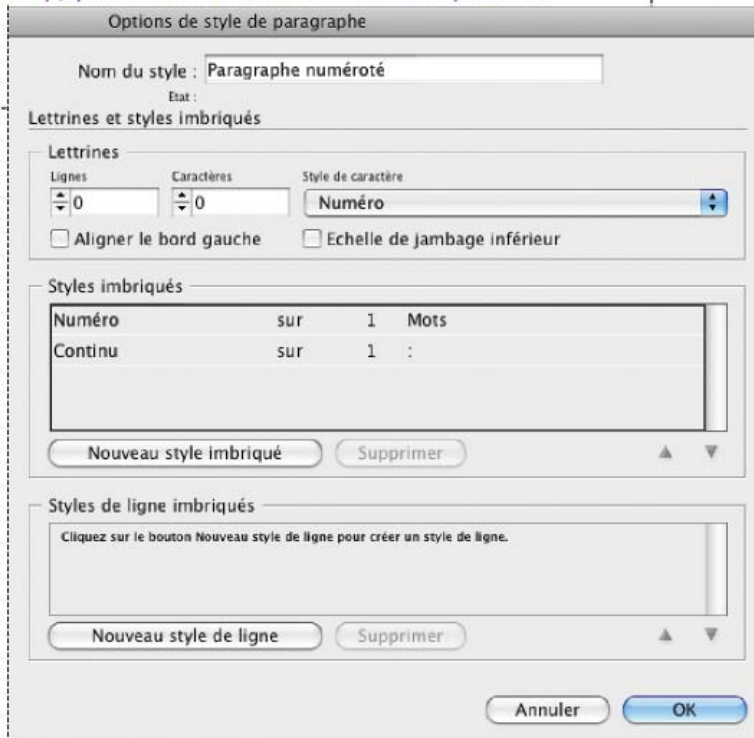 Options de style de paragraphe
Nom du style : Paragraphe numéroté
Etat :
Lettrines et styles imbriqués
Lettrines
Lignes Caractères Style de caractère
0 0 Numéro
Aligner le bord gauche Echelle de jambage inférieur
Styles imbriqués
Numéro sur 1 Mots
Continu sur 1 :
Nouveau style imbriqué Supprimer
Styles de ligne imbriqués
Cliquez sur le bouton Nouveau style de ligne pour créer un style de ligne.
Nouveau style de ligne Supprimer
Annuler OK